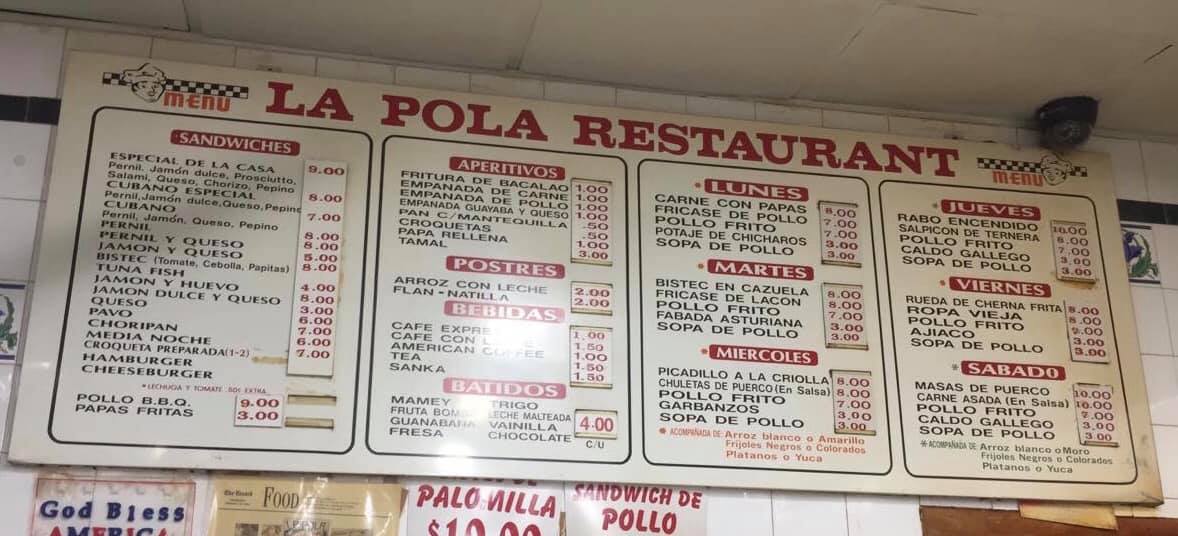 MENU
LA POLA RESTAURANT
MENU
SANDWICHES
ESPECIAL DE LA CASA 9.00
Pernil. Jamón dulce, Prosciutto,
Salami, Queso, Chorizo, Pepino
CUBANO ESPECIAL 8.00
Pernil, Jamón dulce, Queso, Pepino
CUBANO 7.00
Pernil, Jamón, Queso, Pepino
PERNIL 8.00
PERNIL Y QUESO 8.00
JAMON Y QUESO 5.00
BISTEC (Tomate, Cebolla, Papitas) 8.00
TUNA FISH
JAMON Y HUEVO 4.00
JAMON DULCE Y QUESO 8.00
QUESO 3.00
PAVO 6.00
CHORIPAN 7.00
MEDIA NOCHE 6.00
CROQUETA PREPARADA (1-2) 7.00
HAMBURGER
CHEESEBURGER
*LECHUGA Y TOMATE .50¢ EXTRA
POLLO B.B.Q. 9.00
PAPAS FRITAS 3.00
APERITIVOS
FRITURA DE BACALAO 1.00
EMPANADA DE CARNE 1.00
EMPANADA DE POLLO 1.00
EMPANADA GUAYABA Y QUESO 1.00
PAN C/MANTEQUILLA .50
CROQUETAS .50
PAPA RELLENA 1.00
TAMAL 3.00
POSTRES
ARROZ CON LECHE 2.00
FLAN - NATILLA 2.00
BEBIDAS
CAFE EXPRE 1.00
CAFE CON 1.50
AMERICAN COFFEE 1.00
TEA 1.50
SANKA 1.50
BATIDOS
MAMEY TRIGO
FRUTA BOMBA LECHE MALTEADA
GUANABANA VAINILLA
FRESA CHOCOLATE
4.00
C/U
*LUNES
CARNE CON PAPAS 8.00
FRICASE DE POLLO 7.00
POLLO FRITO 7.00
POTAJE DE CHICHAROS 3.00
SOPA DE POLLO 3.00
*MARTES
BISTEC EN CAZUELA 8.00
FRICASE DE LACON 8.00
POLLO FRITO 7.00
FABADA ASTURIANA 3.00
SOPA DE POLLO 3.00
*MIERCOLES
PICADILLO A LA CRIOLLA 8.00
CHULETAS DE PUERCO (En Salsa) 8.00
POLLO FRITO 7.00
GARBANZOS 3.00
SOPA DE POLLO 3.00
* ACOMPAÑADA DE: Arroz blanco o Amarillo
Frijoles Negros o Colorados
Platanos o Yuca
*JUEVES
RABO ENCENDIDO 10.00
SALPICON DE TERNERA 8.00
POLLO FRITO 7.00
CALDO GALLEGO 3.00
SOPA DE POLLO 3.00
*VIERNES
RUEDA DE CHERNA FRITA 8.00
ROPA VIEJA 8.00
POLLO FRITO
AJIACO 3.00
SOPA DE POLLO 3.00
*SABADO
MASAS DE PUERCO 10.00
CARNE ASADA (En Salsa) 10.00
POLLO FRITO 7.00
CALDO GALLEGO 3.00
SOPA DE POLLO 3.00
* ACOMPAÑADA DE: Arroz blanco o Moro
Frijoles Negros o Colorados
Platanos o Yuca
God Bless
AMERICA
The Record
FOOD
PALOMILLA
$10.00
SANDWICH DE
POLLO